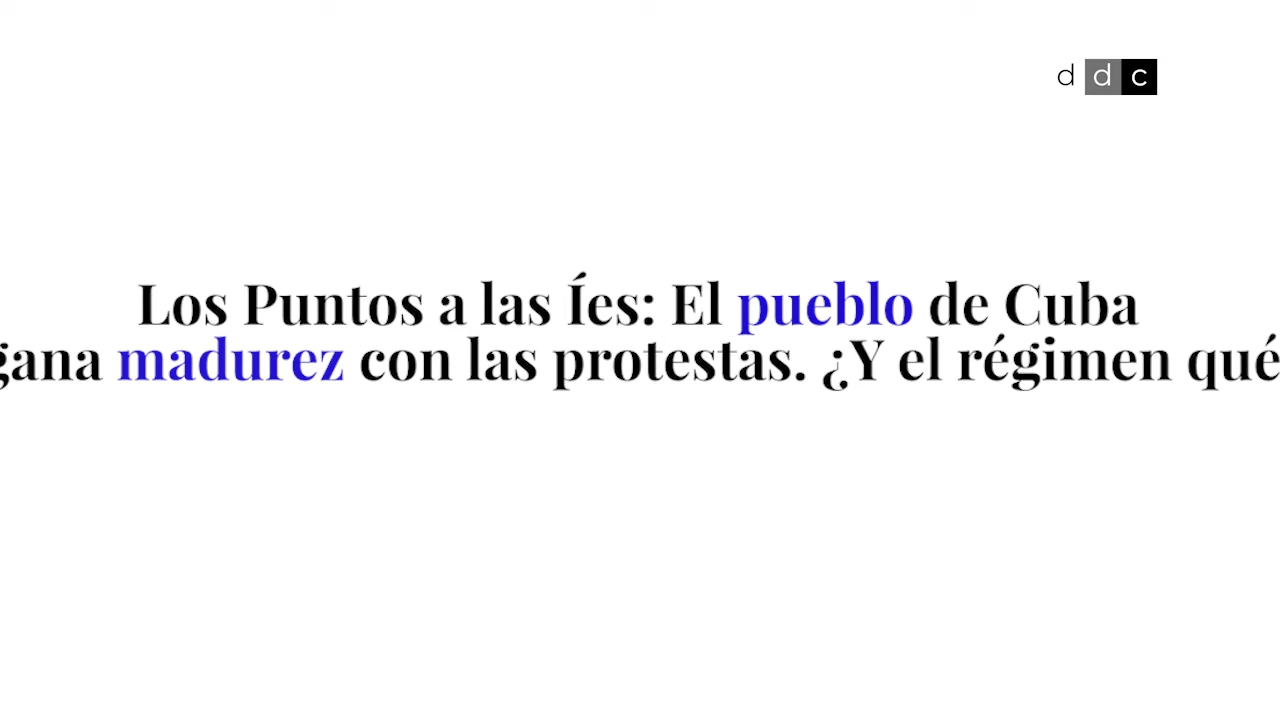 ddc
Los Puntos a las Íes: El pueblo de Cuba
gana madurez con las protestas. ¿Y el régimen qué